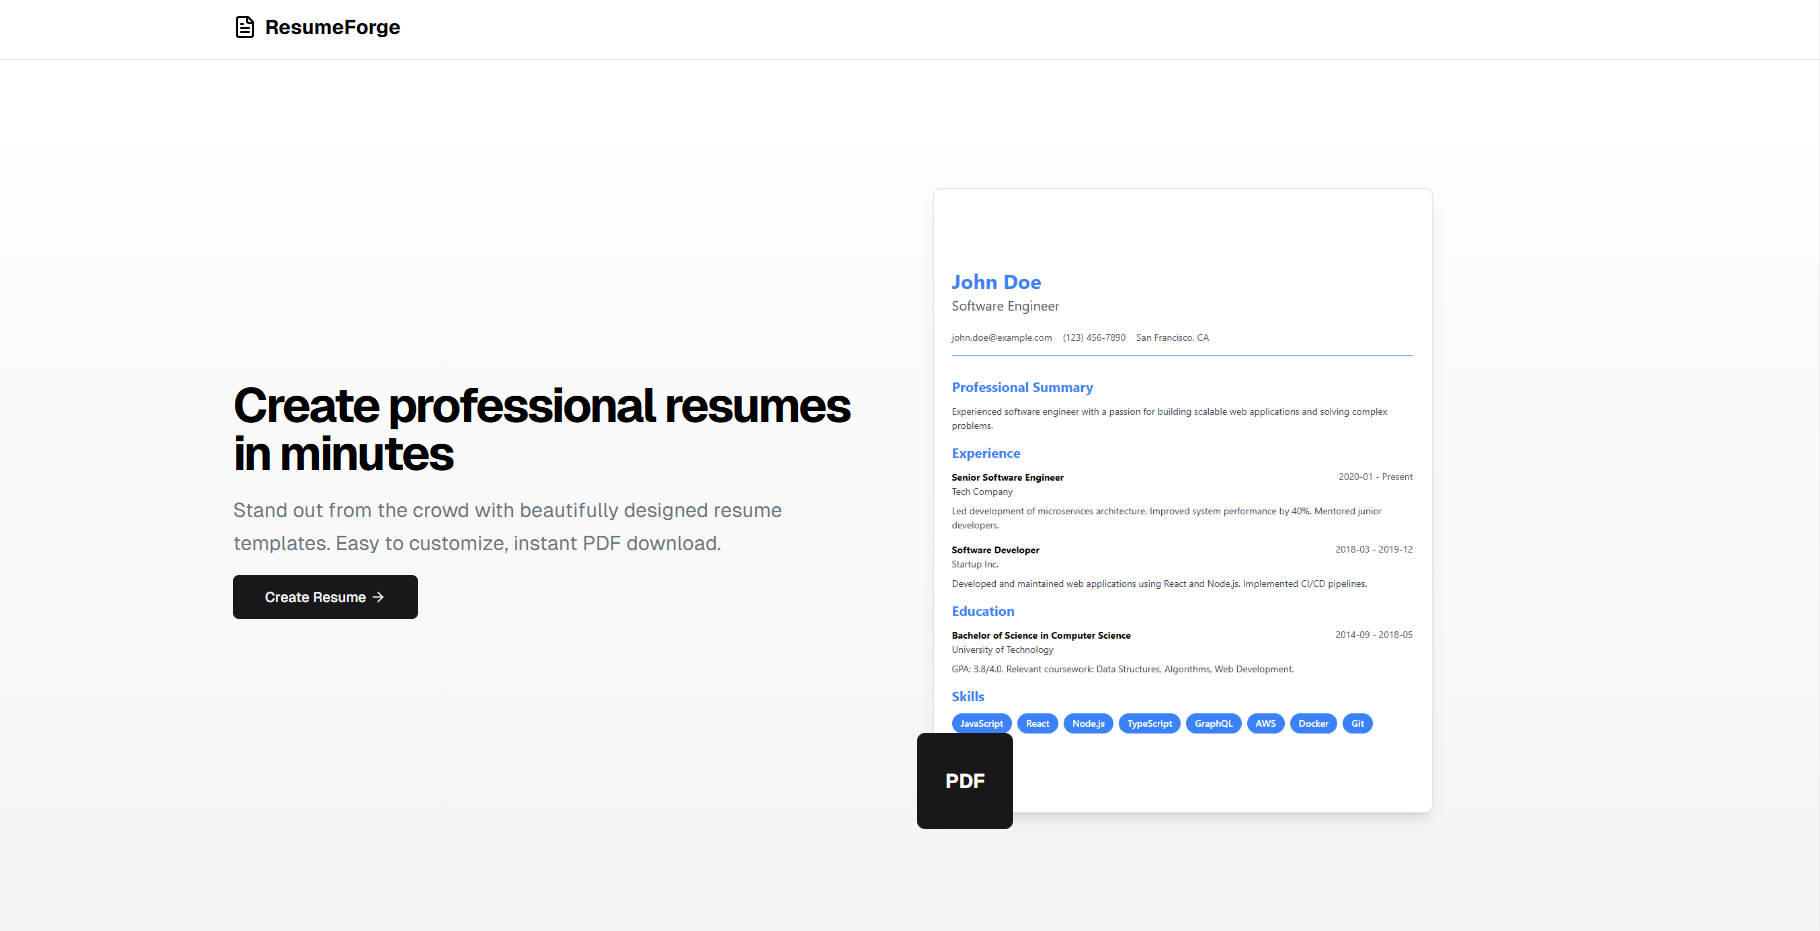 ResumeForge
Create professional resumes
in minutes
Stand out from the crowd with beautifully designed resume
templates. Easy to customize, instant PDF download.
Create Resume →
John Doe
Software Engineer
john.doe@example.com (123) 456-7890 San Francisco, CA
Professional Summary
Experienced software engineer with a passion for building scalable web applications and solving complex
problems.
Experience
Senior Software Engineer 2020-01 - Present
Tech Company
Led development of microservices architecture. Improved system performance by 40%. Mentored junior
developers.
Software Developer 2018-03 - 2019-12
Startup Inc.
Developed and maintained web applications using React and Node.js. Implemented CI/CD pipelines.
Education
Bachelor of Science in Computer Science 2014-09 - 2018-05
University of Technology
GPA: 3.8/4.0. Relevant coursework: Data Structures, Algorithms, Web Development.
Skills
JavaScript React Node.js TypeScript GraphQL AWS Docker Git
PDF